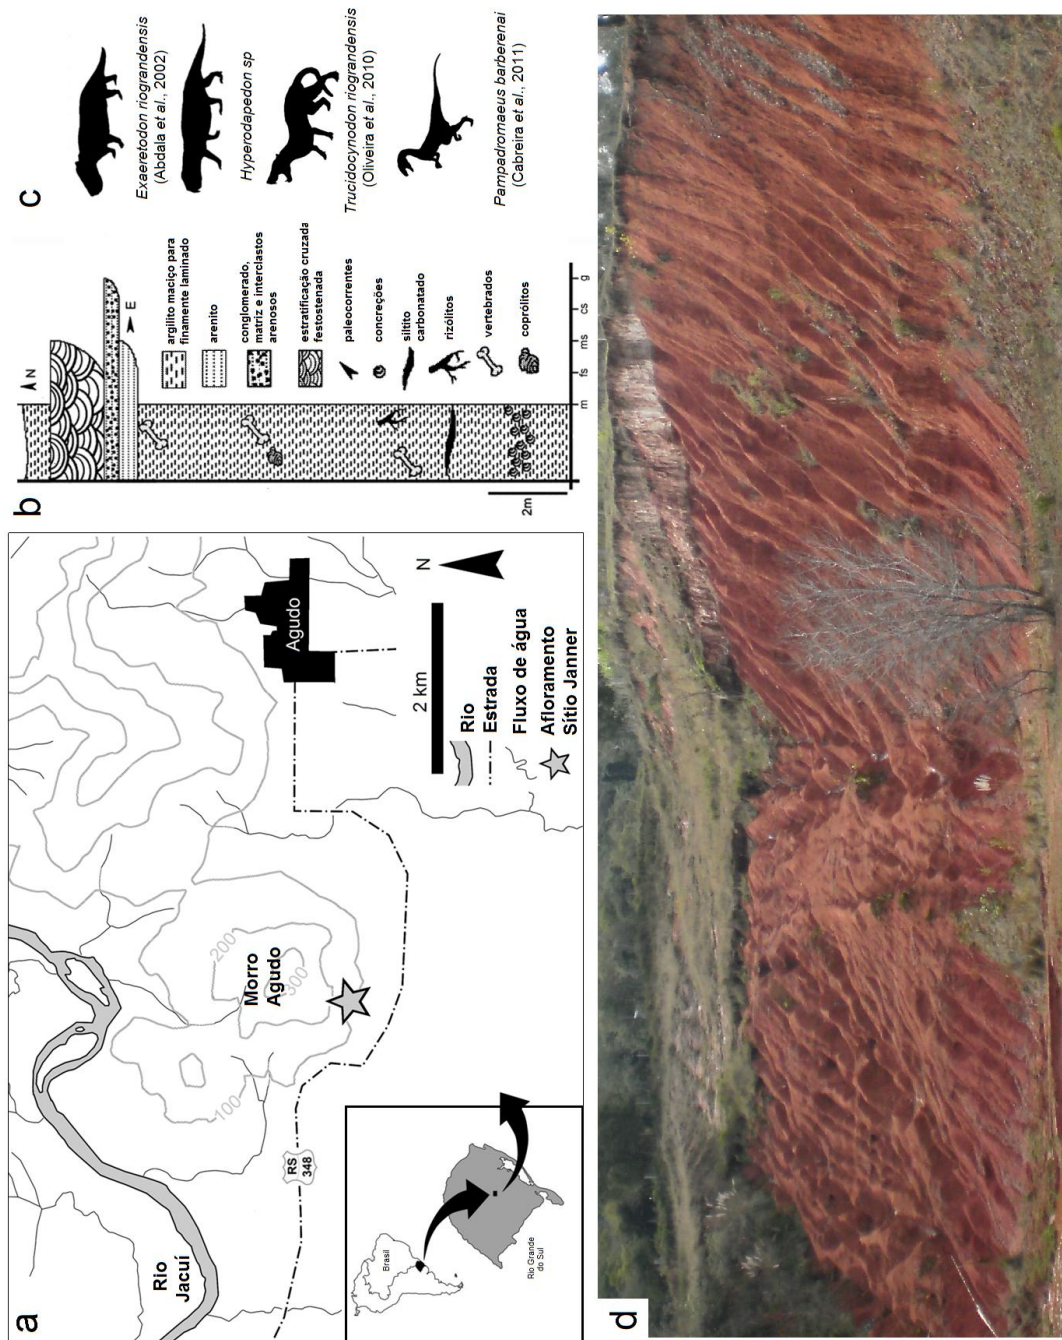 a
Rio
Jacuí
Morro
Agudo
200
300
100
RS
348
Agudo
N
2 km
Rio
Estrada
Fluxo de água
Afloramento
Sítio Janner
Brasil
Rio Grande
do Sul
b
N
E
2m
m
fs
ms
cs
g
argilito maciço para
finamente laminado
arenito
conglomerado,
matriz e interclastos
arenosos
estratificação cruzada
festostenada
paleocorrentes
concreções
siltito
carbonatado
rizólitos
vertebrados
coprólitos
c
Exaeretodon riograndensis
(Abdala et al., 2002)
Hyperodapedon sp
Trucidocynodon riograndensis
(Oliveira et al., 2010)
Pampadromaeus barberenai
(Cabreira et al., 2011)
d